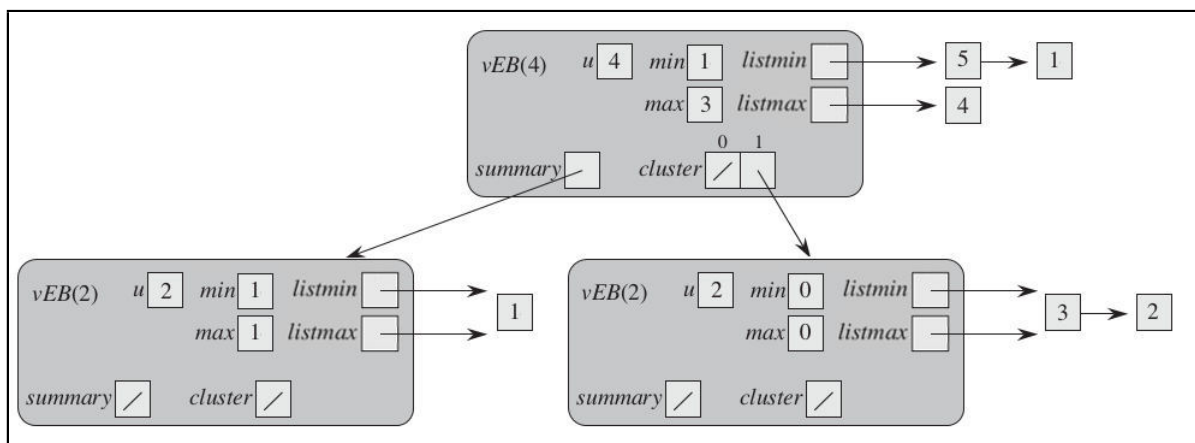 vEB(4) u 4 min 1 listmin 5 1
max 3 listmax 4
0 1
summary cluster
vEB(2) u 2 min 1 listmin
max 1 listmax
1
summary cluster
vEB(2) u 2 min 0 listmin
max 0 listmax
3 2
summary cluster